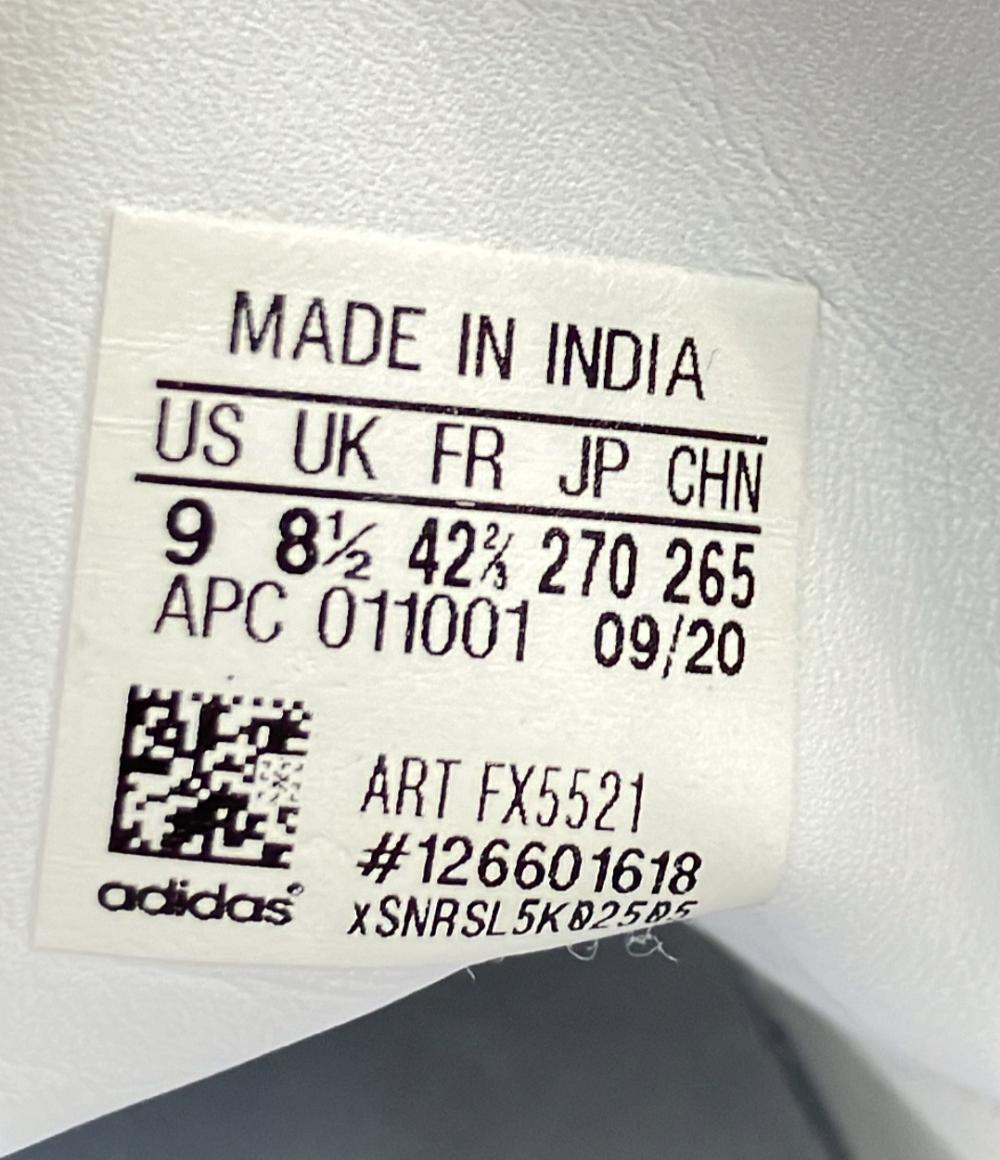 MADE IN INDIA
US UK FR JP CHN
9 8½ 42⅔ 270 265
APC 011001 09/20
ART FX5521
#126601618
adidas®
xSNRSL5K02505